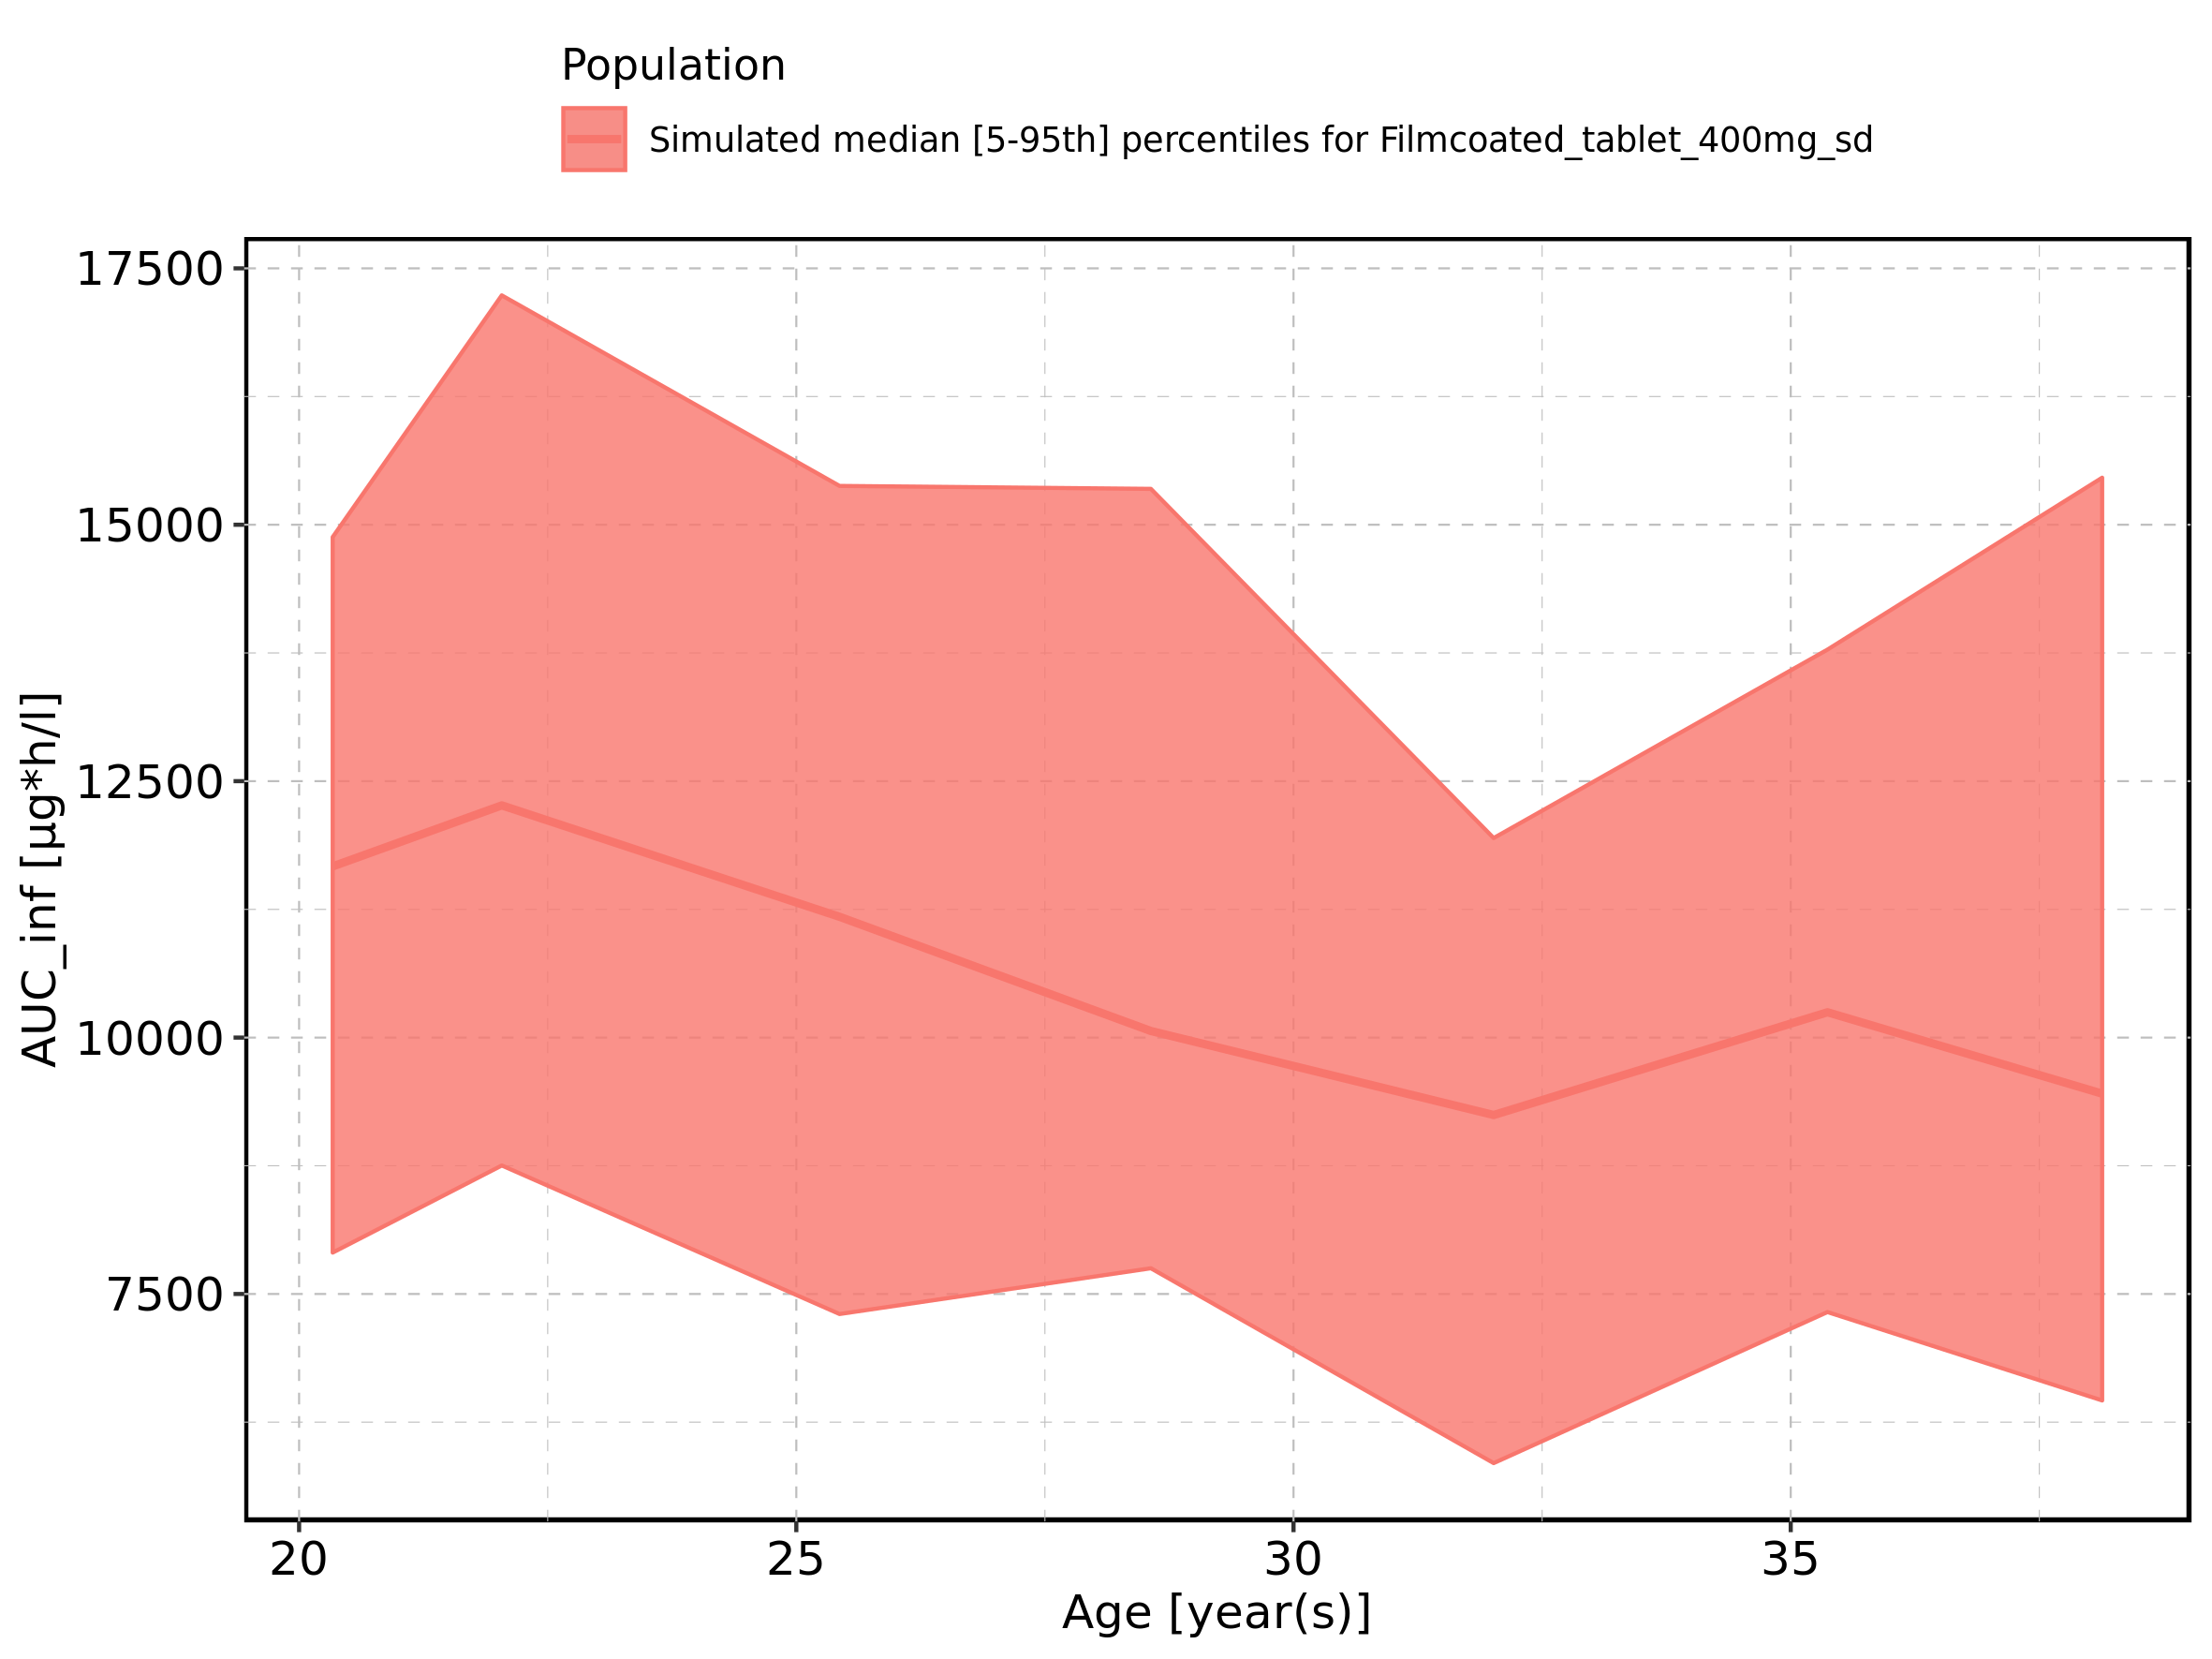 Population
Simulated median [5-95th] percentiles for Filmcoated_tablet_400mg_sd
17500
15000
12500
10000
7500
AUC_inf [µg*h/l]
20
25
30
35
Age [year(s)]